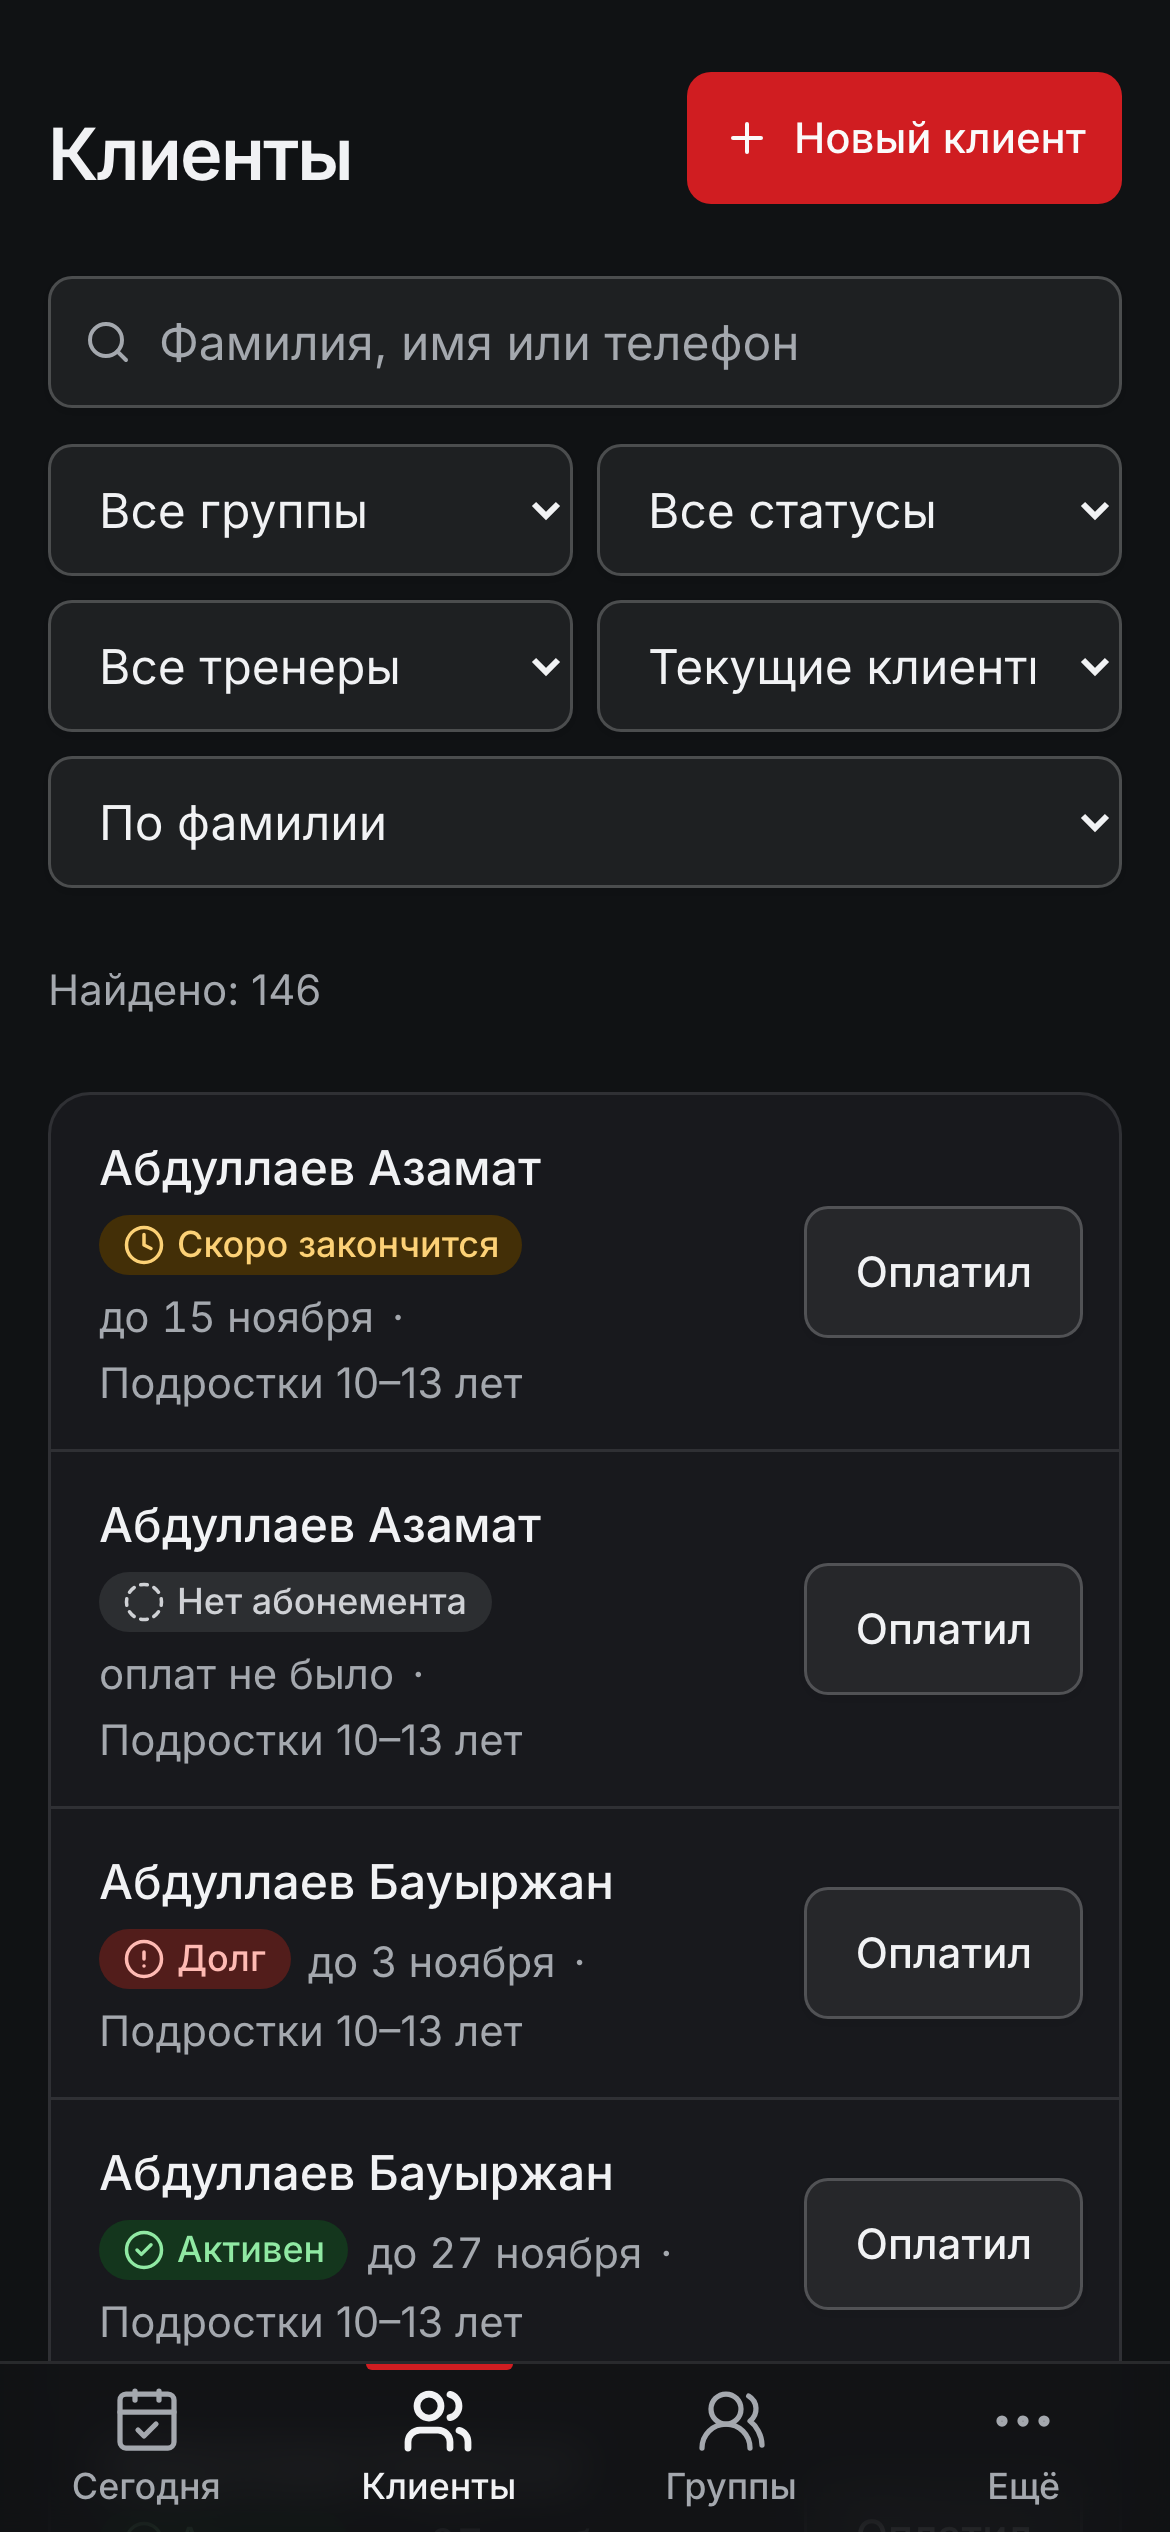 Клиенты
Новый клиент
Фамилия, имя или телефон
Все группы
Все статусы
Все тренеры
Текущие клиент
По фамилии
Найдено: 146
Абдуллаев Азамат
Скоро закончится
до 15 ноября ·
Подростки 10–13 лет
Оплатил
Абдуллаев Азамат
Нет абонемента
оплат не было ·
Подростки 10–13 лет
Оплатил
Абдуллаев Бауыржан
Долг до 3 ноября ·
Подростки 10–13 лет
Оплатил
Абдуллаев Бауыржан
Активен до 27 ноября ·
Подростки 10–13 лет
Оплатил
Сегодня
Клиенты
Группы
Ещё